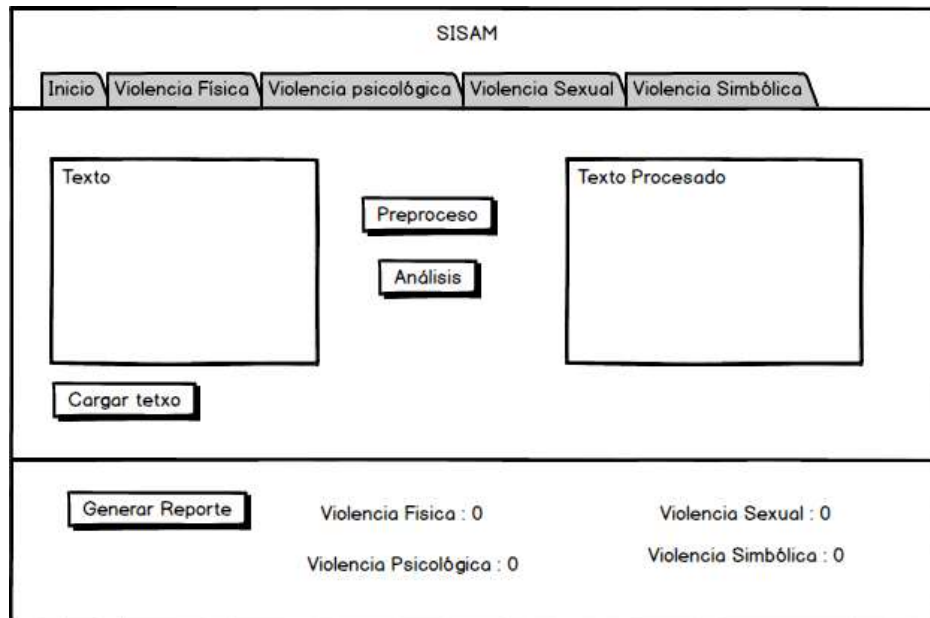 SISAM
Inicio Violencia Física Violencia psicológica Violencia Sexual Violencia Simbólica
Texto
Texto Procesado
Preproceso
Análisis
Cargar tetxo
Generar Reporte
Violencia Fisica : 0
Violencia Sexual : 0
Violencia Psicológica : 0
Violencia Simbólica : 0